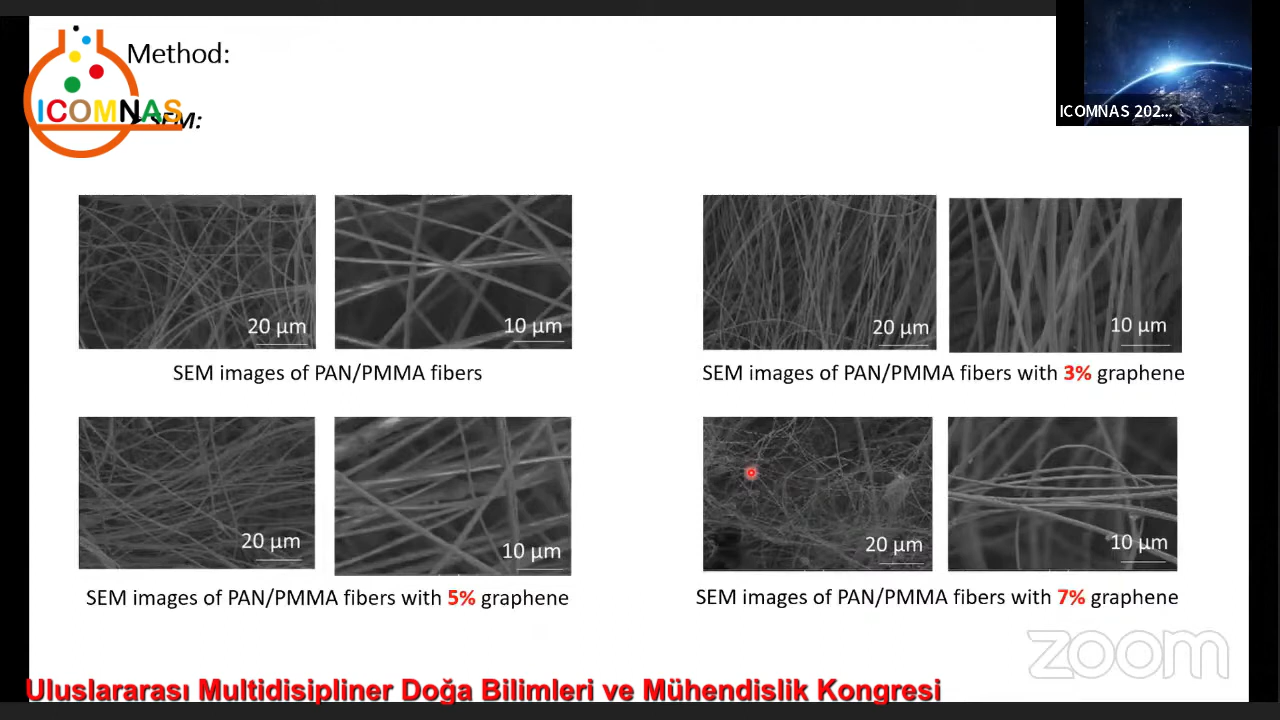 Method:
ICOMNAS
SEM:
ICOMNAS 202...
20 µm
10 µm
20 µm
10 µm
SEM images of PAN/PMMA fibers
SEM images of PAN/PMMA fibers with 3% graphene
20 µm
10 µm
20 µm
10 µm
SEM images of PAN/PMMA fibers with 5% graphene
SEM images of PAN/PMMA fibers with 7% graphene
zoom
Uluslararası Multidisipliner Doğa Bilimleri ve Mühendislik Kongresi